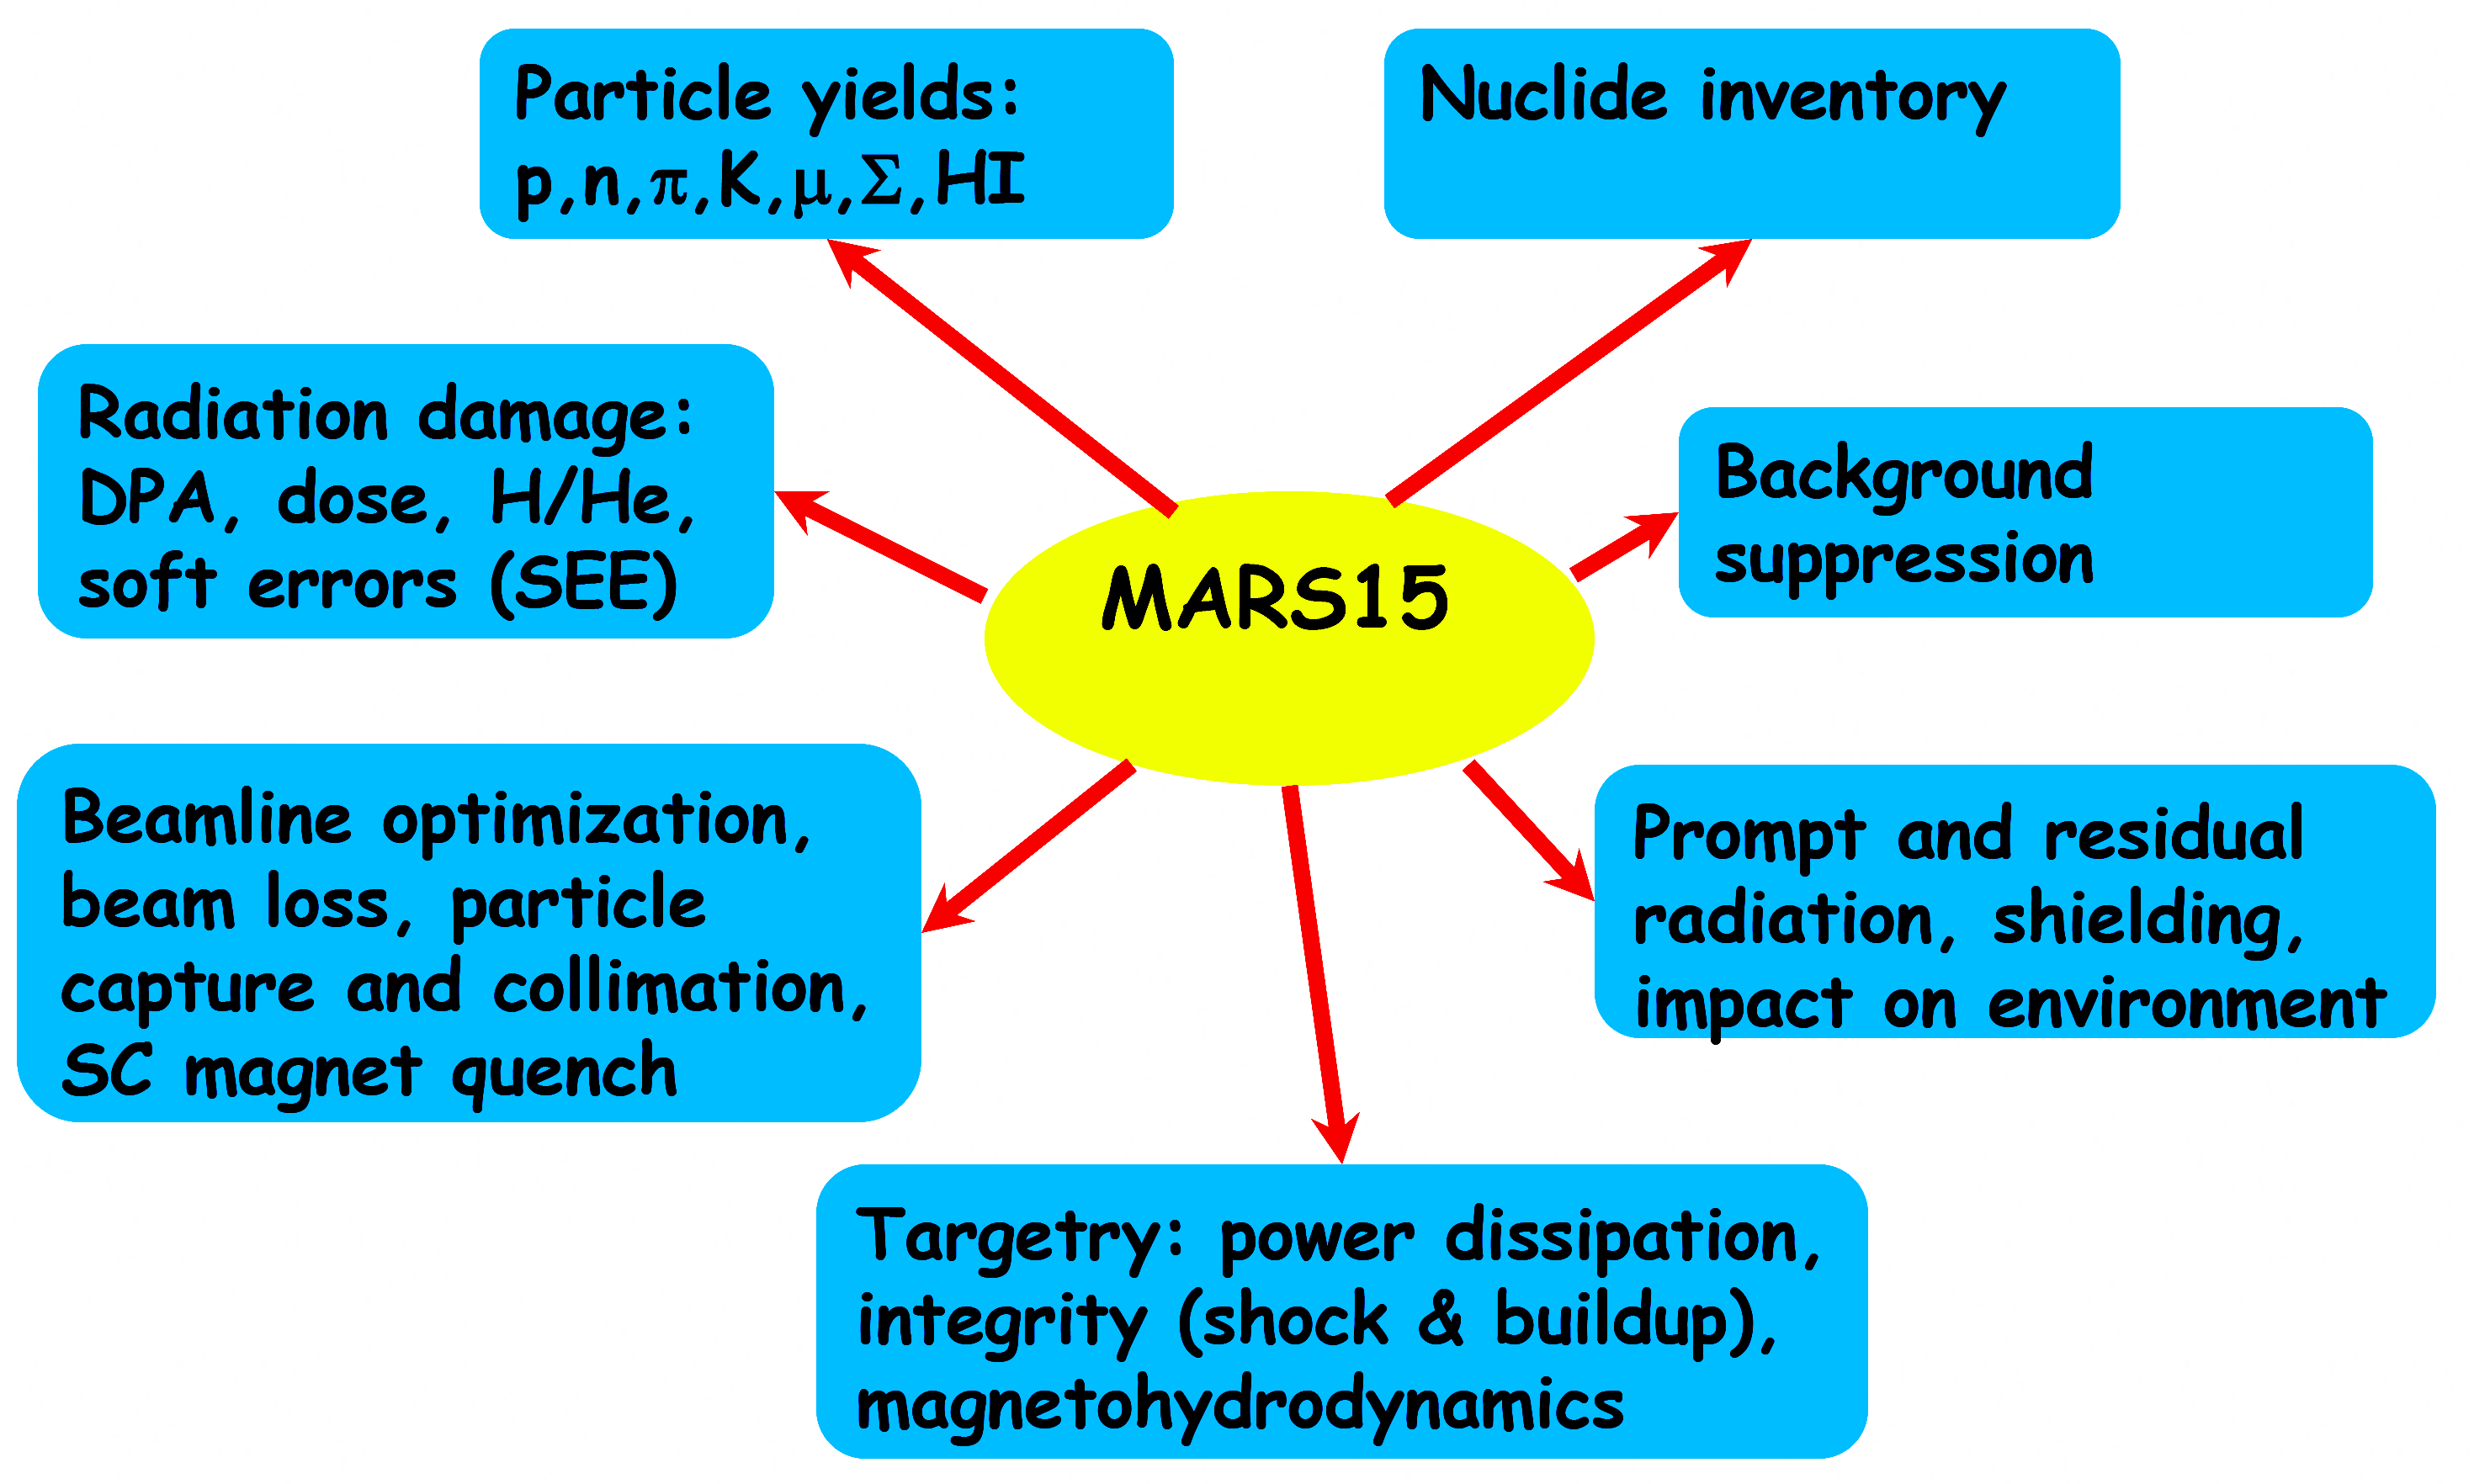 Particle yields:
p,n,π,K,μ,Σ,HI
Nuclide inventory
Radiation damage:
DPA, dose, H/He,
soft errors (SEE)
Background
suppression
MARS15
Beamline optimization,
beam loss, particle
capture and collimation,
SC magnet quench
Prompt and residual
radiation, shielding,
impact on environment
Targetry: power dissipation,
integrity (shock & buildup),
magnetohydrodynamics